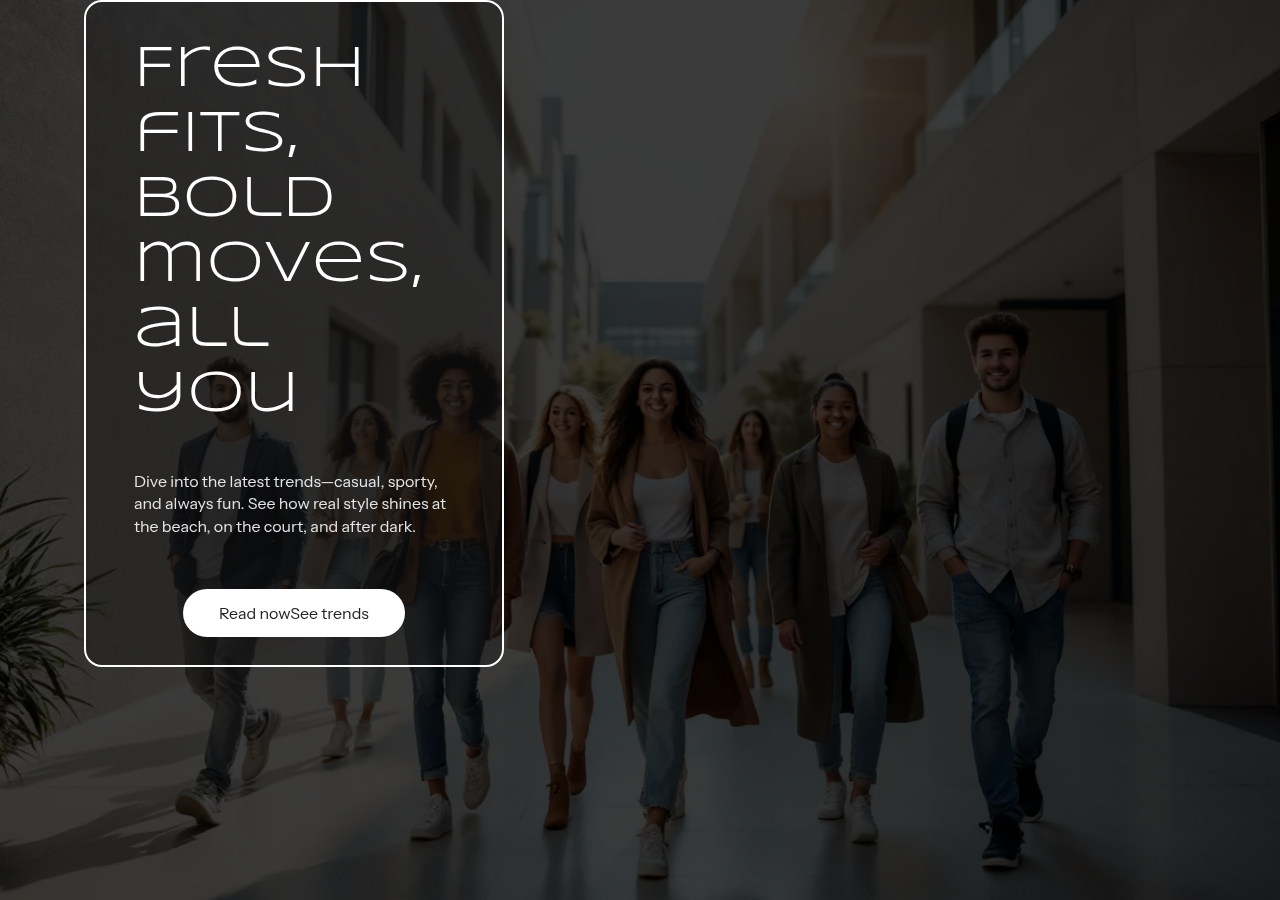 Fresh
fits,
bold
moves,
all
you
Dive into the latest trends—casual, sporty,
and always fun. See how real style shines at
the beach, on the court, and after dark.
Read nowSee trends